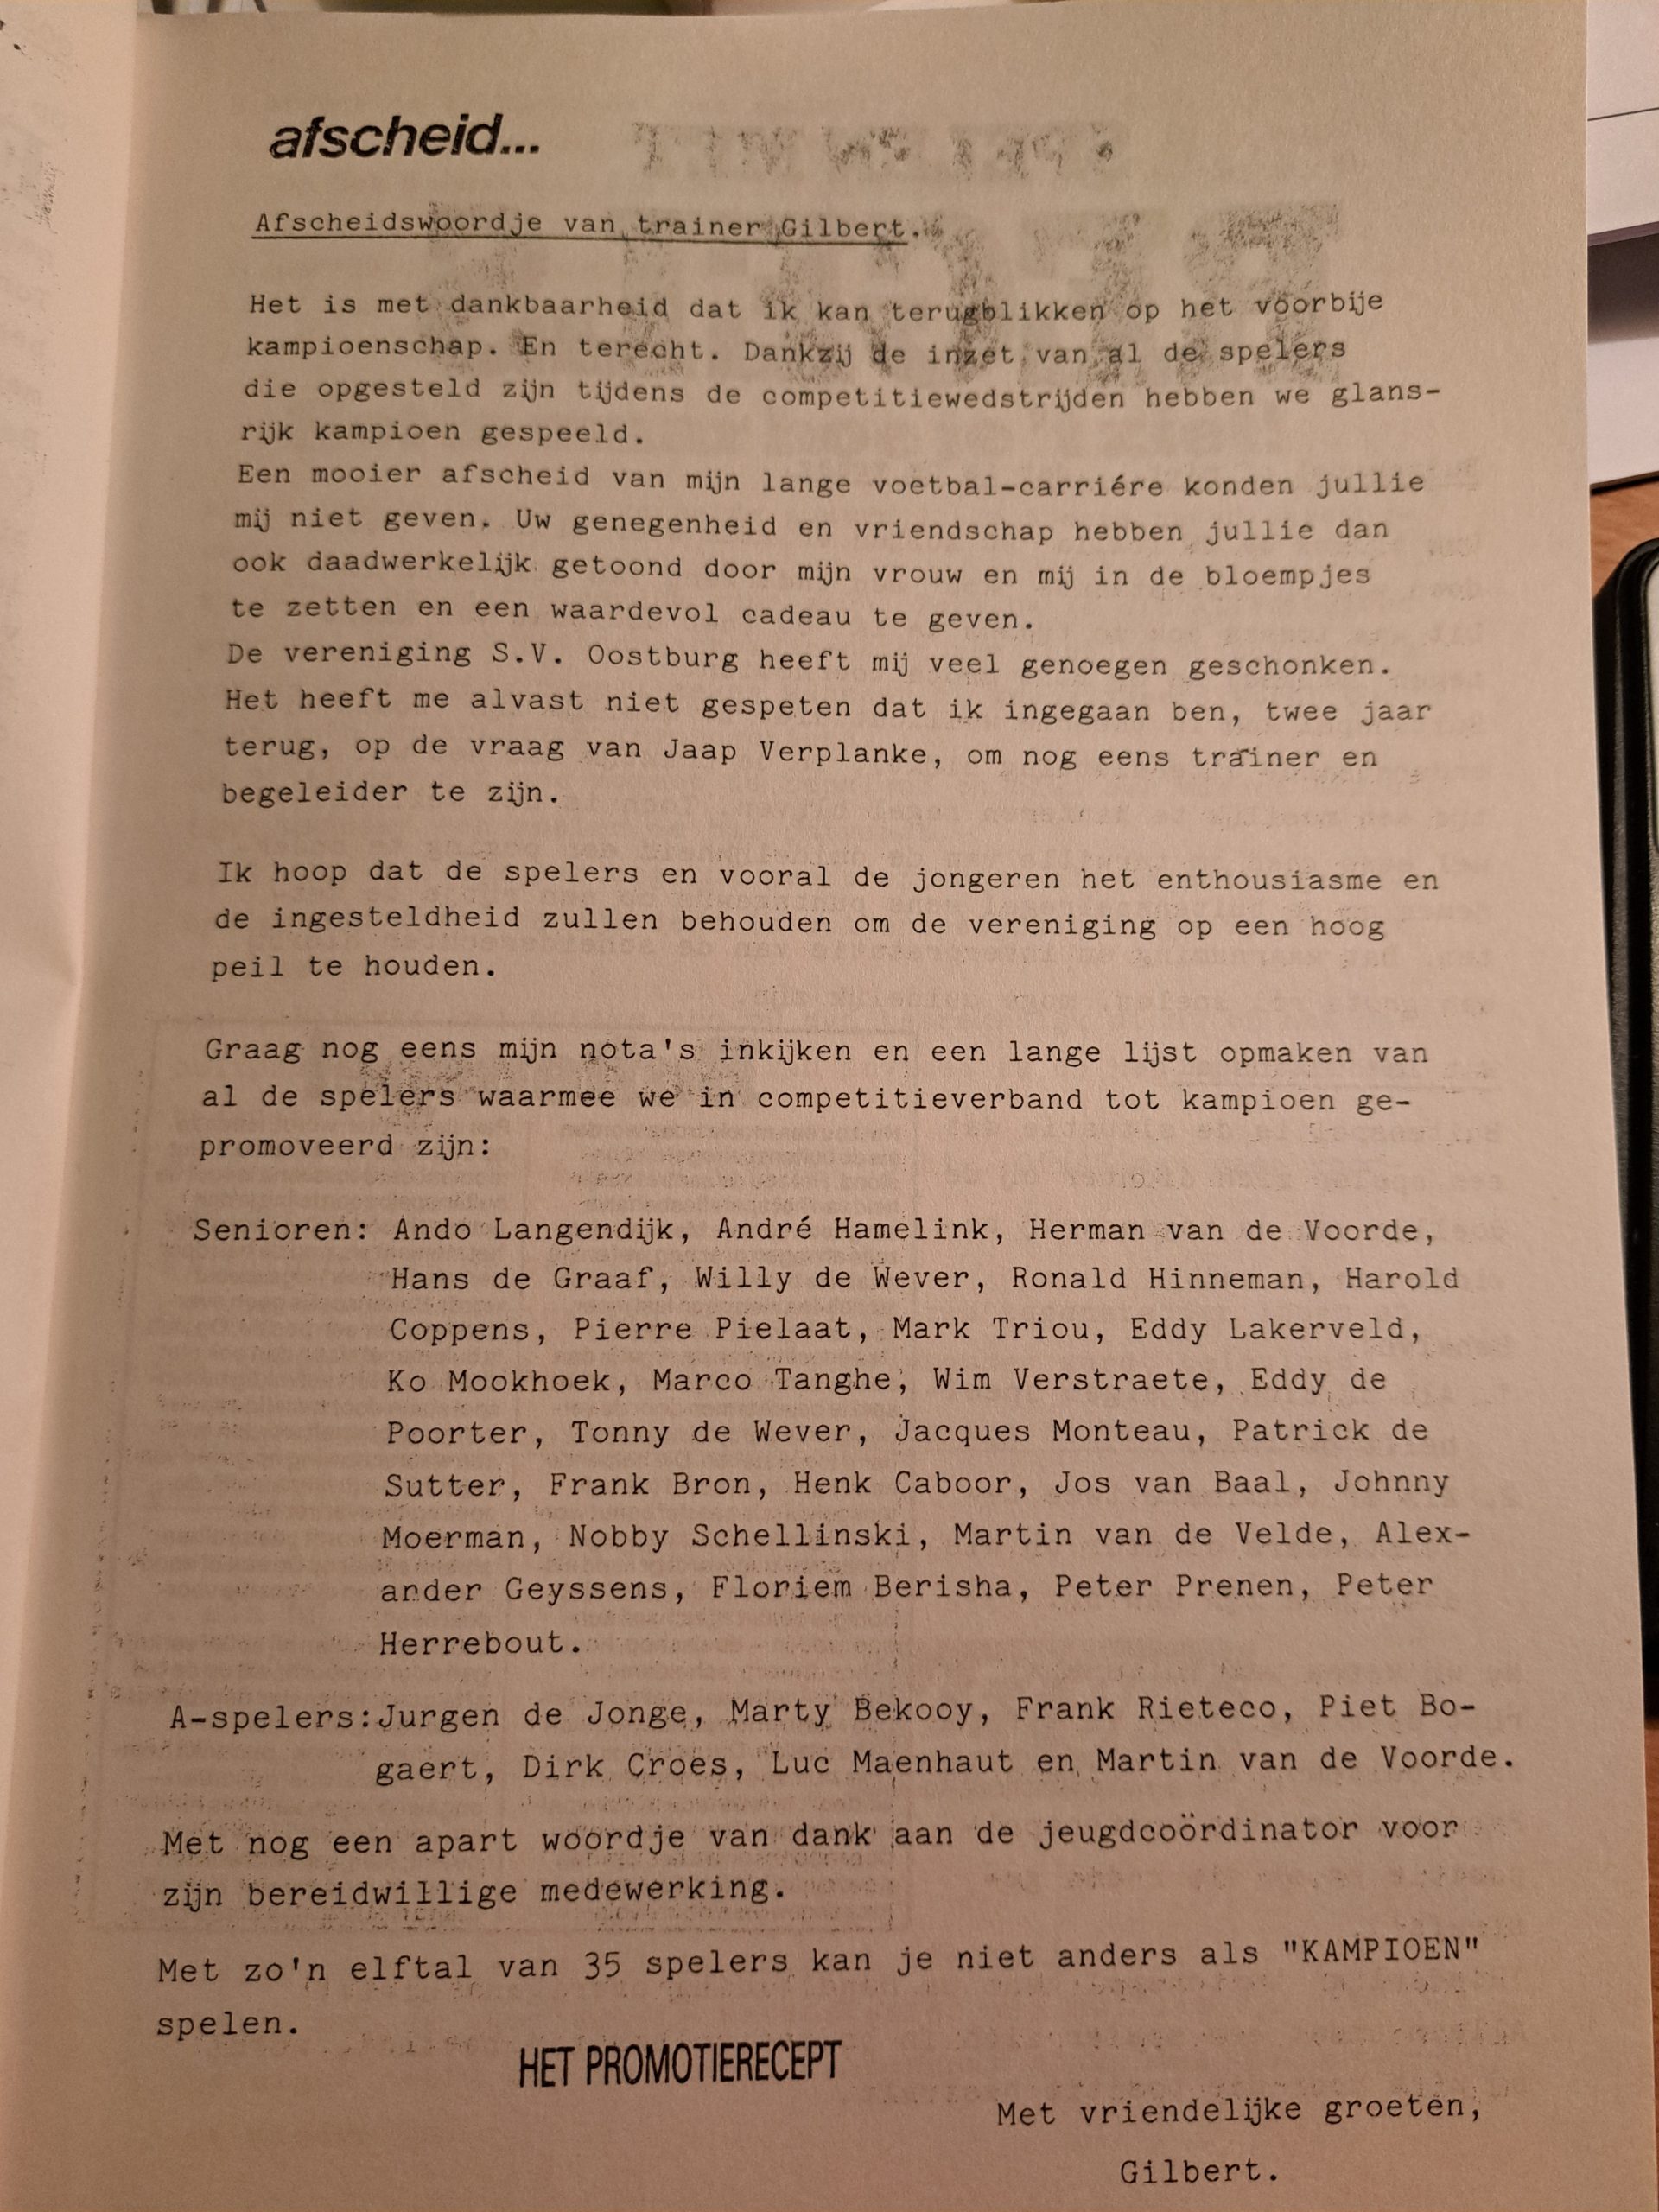 afscheid...
Afscheidswoordje van trainer Gilbert.
Het is met dankbaarheid dat ik kan terugblikken op het voorbije
kampioenschap. En terecht. Dankzij de inzet van al de spelers
die opgesteld zijn tijdens de competitiewedstrijden hebben we glans-
rijk kampioen gespeeld.
Een mooier afscheid van mijn lange voetbal-carriére konden jullie
mij niet geven. Uw genegenheid en vriendschap hebben jullie dan
ook daadwerkelijk getoond door mijn vrouw en mij in de bloempjes
te zetten en een waardevol cadeau te geven.
De vereniging S.V. Oostburg heeft mij veel genoegen geschonken.
Het heeft me alvast niet gespeten dat ik ingegaan ben, twee jaar
terug, op de vraag van Jaap Verplanke, om nog eens trainer en
begeleider te zijn.
Ik hoop dat de spelers en vooral de jongeren het enthousiasme en
de ingesteldheid zullen behouden om de vereniging op een hoog
peil te houden.
Graag nog eens mijn nota's inkijken en een lange lijst opmaken van
al de spelers waarmee we in competitieverband tot kampioen ge-
promoveerd zijn:
Senioren: Ando Langendijk, André Hamelink, Herman van de Voorde,
Hans de Graaf, Willy de Wever, Ronald Hinneman, Harold
Coppens, Pierre Pielaat, Mark Triou, Eddy Lakerveld,
Ko Mookhoek, Marco Tanghe, Wim Verstraete, Eddy de
Poorter, Tonny de Wever, Jacques Monteau, Patrick de
Sutter, Frank Bron, Henk Caboor, Jos van Baal, Johnny
Moerman, Nobby Schellinski, Martin van de Velde, Alex-
ander Geyssens, Floriem Berisha, Peter Prenen, Peter
Herrebout.
A-spelers:Jurgen de Jonge, Marty Bekooy, Frank Rieteco, Piet Bo-
gaert, Dirk Croes, Luc Maenhaut en Martin van de Voorde.
Met nog een apart woordje van dank aan de jeugdcoördinator voor
zijn bereidwillige medewerking.
Met zo'n elftal van 35 spelers kan je niet anders als "KAMPIOEN"
spelen.
HET PROMOTIERECEPT
Met vriendelijke groeten,
Gilbert.